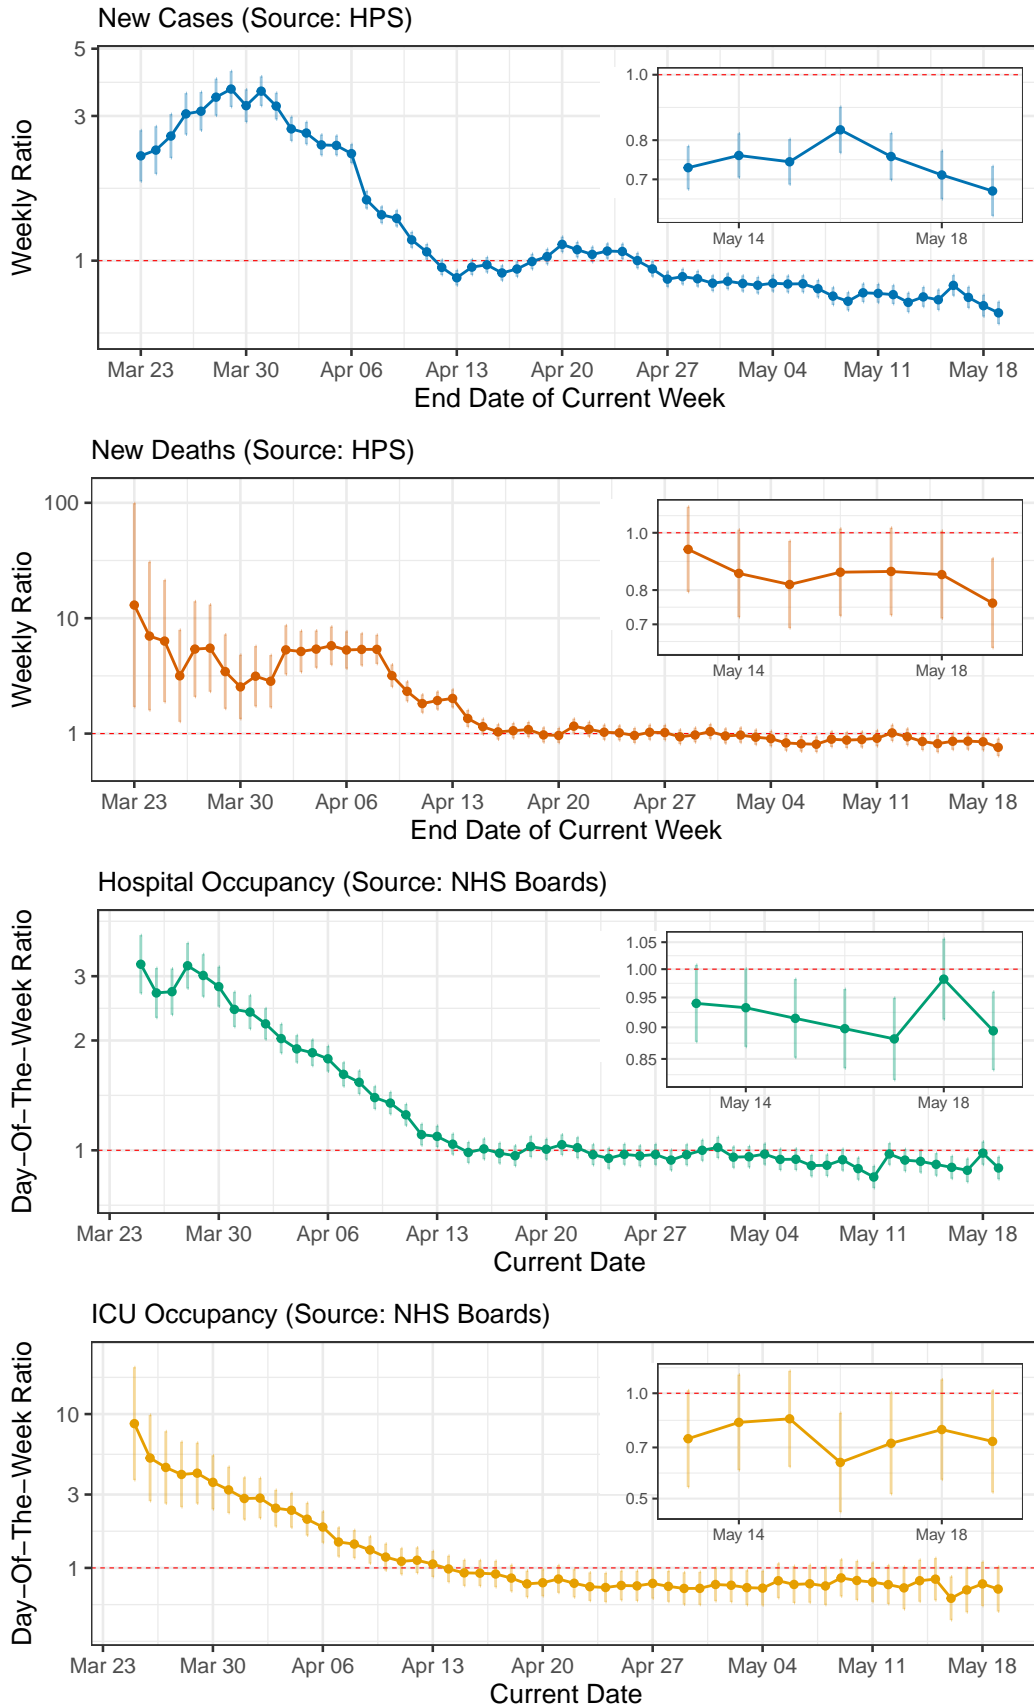 New Cases (Source: HPS)
Weekly Ratio
5
3
1
1.0
0.8
0.7
May 14 May 18
Mar 23 Mar 30 Apr 06 Apr 13 Apr 20 Apr 27 May 04 May 11 May 18
End Date of Current Week
New Deaths (Source: HPS)
Weekly Ratio
100
10
1
1.0
0.8
0.7
May 14 May 18
Mar 23 Mar 30 Apr 06 Apr 13 Apr 20 Apr 27 May 04 May 11 May 18
End Date of Current Week
Hospital Occupancy (Source: NHS Boards)
Day−Of−The−Week Ratio
3
2
1
1.05
1.00
0.95
0.90
0.85
May 14 May 18
Mar 23 Mar 30 Apr 06 Apr 13 Apr 20 Apr 27 May 04 May 11 May 18
Current Date
ICU Occupancy (Source: NHS Boards)
Day−Of−The−Week Ratio
10
3
1
1.0
0.7
0.5
May 14 May 18
Mar 23 Mar 30 Apr 06 Apr 13 Apr 20 Apr 27 May 04 May 11 May 18
Current Date